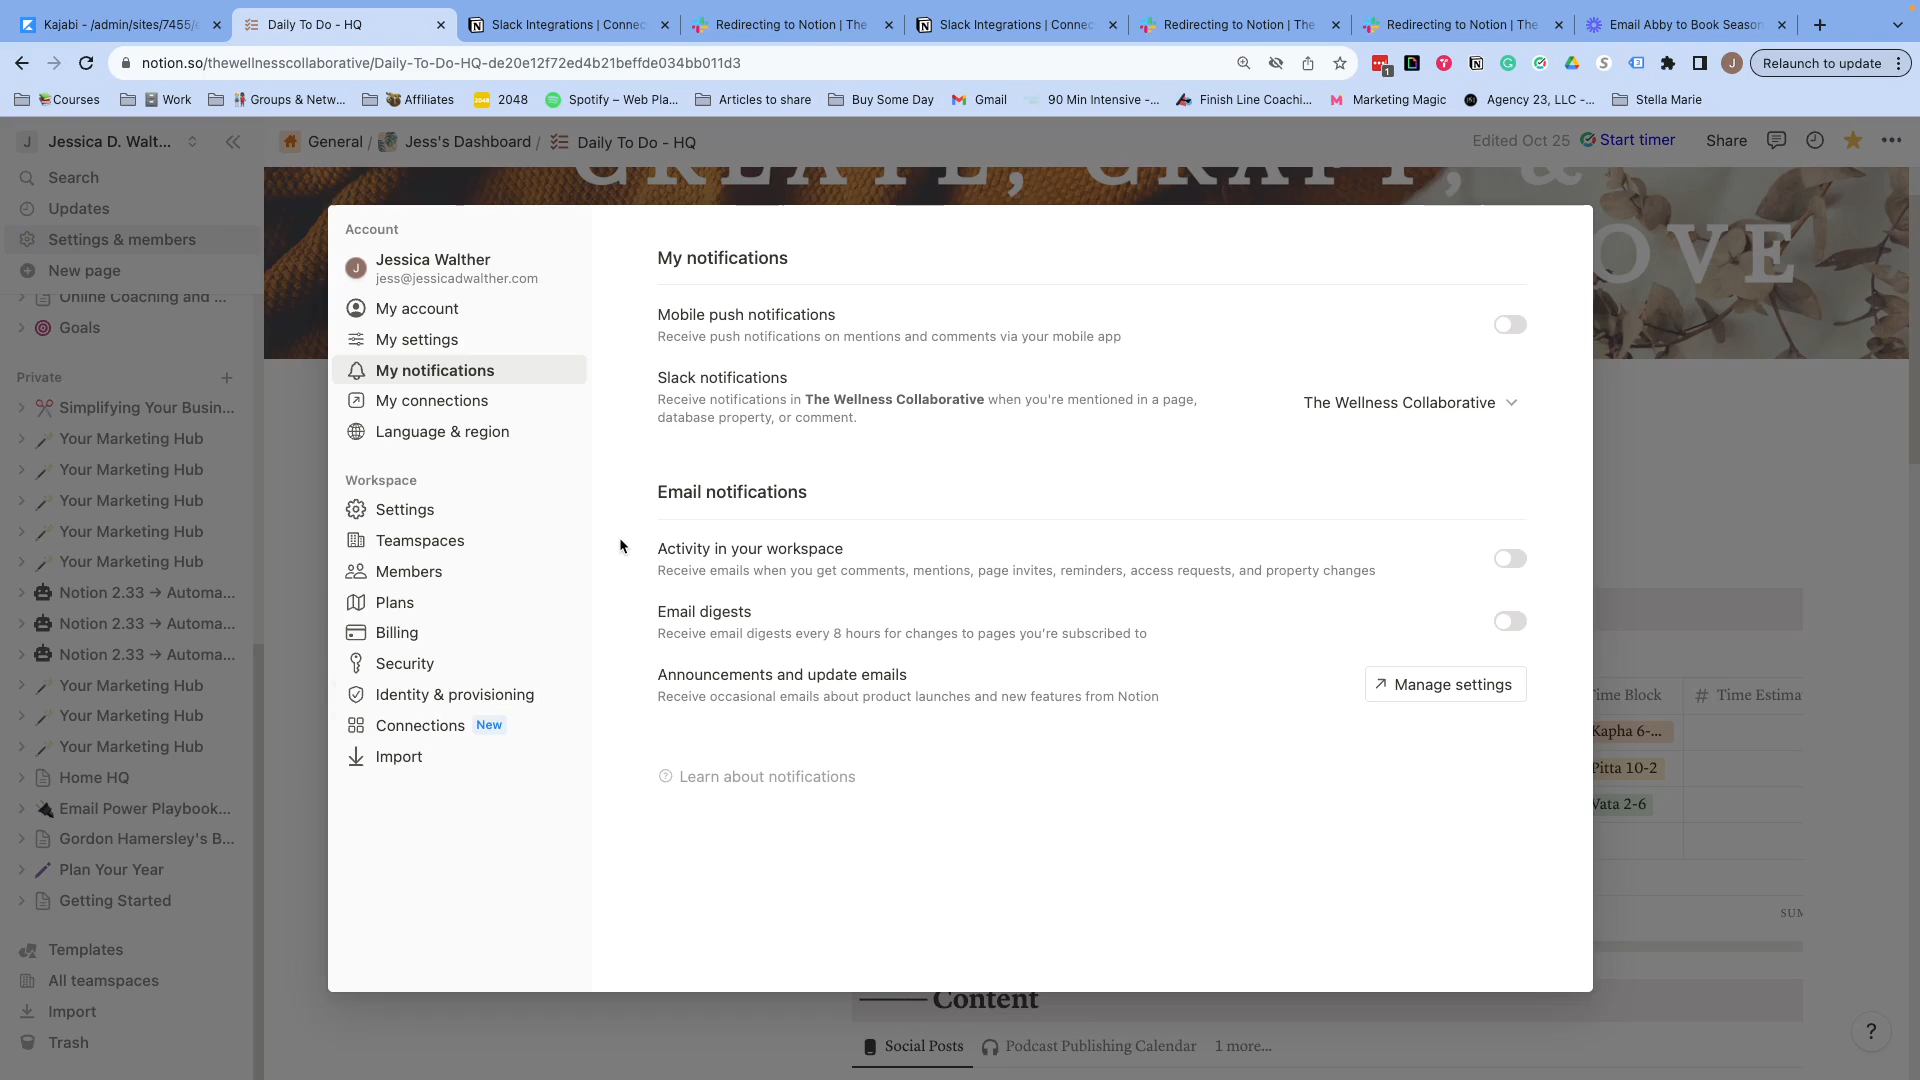 Kajabi - /admin/sites/7455/e
Daily To Do - HQ
Slack Integrations | Connec
Redirecting to Notion | The
Slack Integrations | Connec
Redirecting to Notion | The
Redirecting to Notion | The
Email Abby to Book Season
notion.so/thewellnesscollaborative/Daily-To-Do-HQ-de20e12f72ed4b21beffde034bb011d3
1
J
Relaunch to update
Courses
Work
Groups & Netw...
Affiliates
2048
Spotify – Web Pla...
Articles to share
Buy Some Day
Gmail
90 Min Intensive -...
Finish Line Coachi...
Marketing Magic
Agency 23, LLC -...
Stella Marie
J
Jessica D. Walt...
General / Jess's Dashboard / Daily To Do - HQ
Edited Oct 25
Start timer
Share
Search
Updates
Settings & members
New page
Online Coaching and ...
Goals
Private
Simplifying Your Busin...
Your Marketing Hub
Your Marketing Hub
Your Marketing Hub
Your Marketing Hub
Your Marketing Hub
Notion 2.33 → Automa...
Notion 2.33 → Automa...
Notion 2.33 → Automa...
Your Marketing Hub
Your Marketing Hub
Your Marketing Hub
Home HQ
Email Power Playbook...
Gordon Hamersley's B...
Plan Your Year
Getting Started
Templates
All teamspaces
Import
Trash
CREATE, CRAFT, &
OVE
Account
J
Jessica Walther
jess@jessicadwalther.com
My account
My settings
My notifications
My connections
Language & region
Workspace
Settings
Teamspaces
Members
Plans
Billing
Security
Identity & provisioning
Connections New
Import
My notifications
Mobile push notifications
Receive push notifications on mentions and comments via your mobile app
Slack notifications
Receive notifications in The Wellness Collaborative when you're mentioned in a page,
database property, or comment.
The Wellness Collaborative
Email notifications
Activity in your workspace
Receive emails when you get comments, mentions, page invites, reminders, access requests, and property changes
Email digests
Receive email digests every 8 hours for changes to pages you're subscribed to
Announcements and update emails
Receive occasional emails about product launches and new features from Notion
Manage settings
Learn about notifications
Time Block
# Time Estima
Kapha 6-...
Pitta 10-2
Vata 2-6
SUM
Content
Social Posts
Podcast Publishing Calendar
1 more...
?